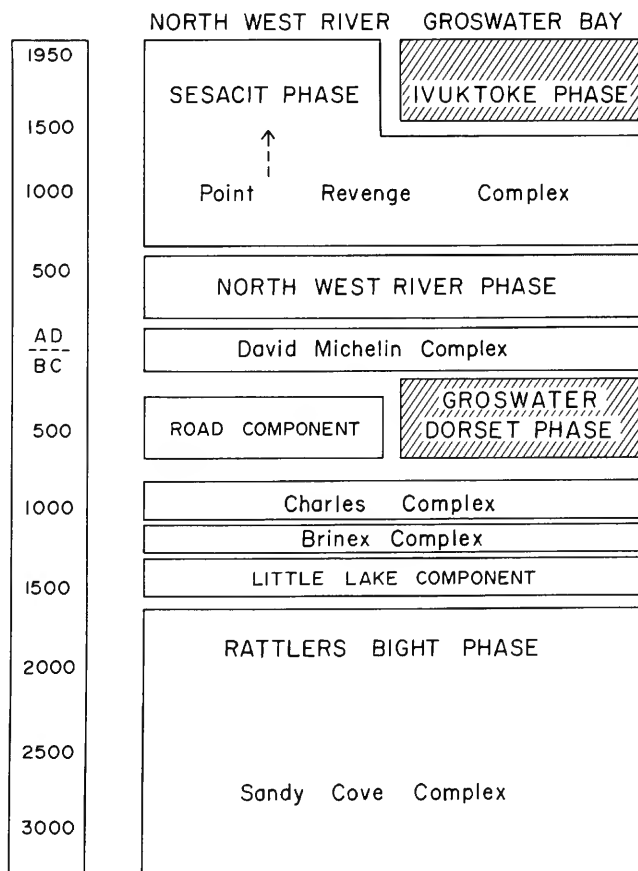 NORTH WEST RIVER GROSWATER BAY
1950
SESACIT PHASE IVUKTOKE PHASE
1500
1000 Point Revenge Complex
500 NORTH WEST RIVER PHASE
AD
BC
David Michelin Complex
GROSWATER
500 ROAD COMPONENT DORSET PHASE
1000 Charles Complex
Brinex Complex
1500 LITTLE LAKE COMPONENT
RATTLERS BIGHT PHASE
2000
2500
Sandy Cove Complex
3000